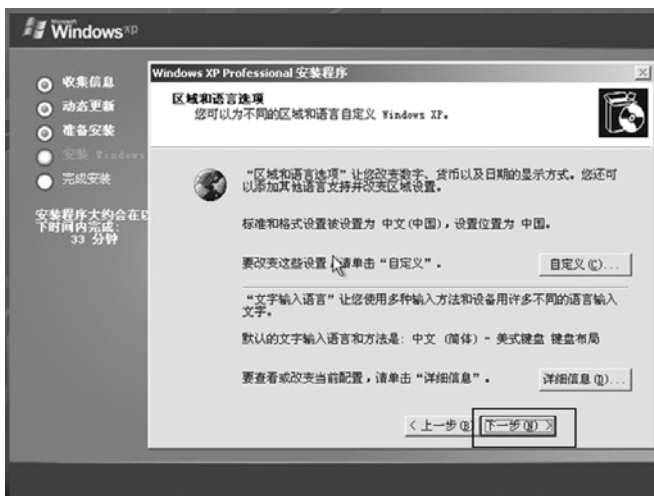 Microsoft
Windows xp
收集信息
动态更新
准备安装
安装 Windows
完成安装
安装程序大约会在以
下时间内完成:
33 分钟
Windows XP Professional 安装程序
区域和语言选项
您可以为不同的区域和语言自定义 Windows XP。
“区域和语言选项”让您改变数字、货币以及日期的显示方式。您还可
以添加其他语言支持并改变区域设置。
标准和格式设置被设置为 中文(中国)，设置位置为 中国。
要改变这些设置，请单击“自定义”。
自定义(C)...
“文字输入语言”让您使用多种输入方法和设备用许多不同的语言输入
文字。
默认的文字输入语言和方法是: 中文 (简体) - 美式键盘 键盘布局
要查看或改变当前配置，请单击“详细信息”。
详细信息(D)...
< 上一步(B)
下一步(N) >